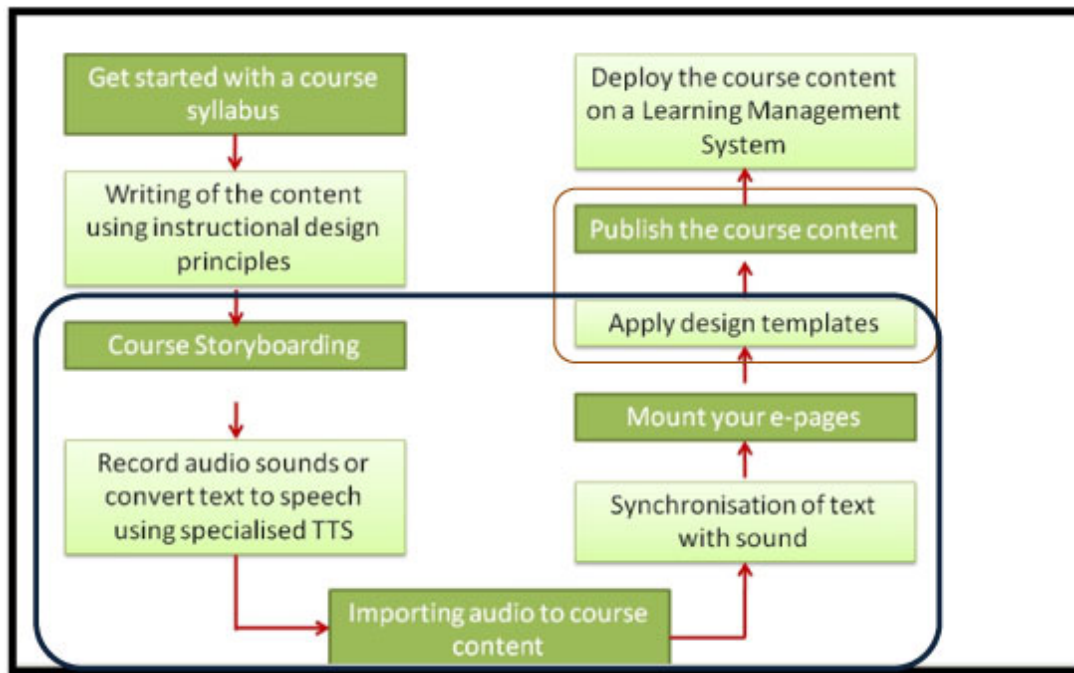 Get started with a course
syllabus
Writing of the content
using instructional design
principles
Course Storyboarding
Record audio sounds or
convert text to speech
using specialised TTS
Importing audio to course
content
Synchronisation of text
with sound
Mount your e-pages
Apply design templates
Publish the course content
Deploy the course content
on a Learning Management
System